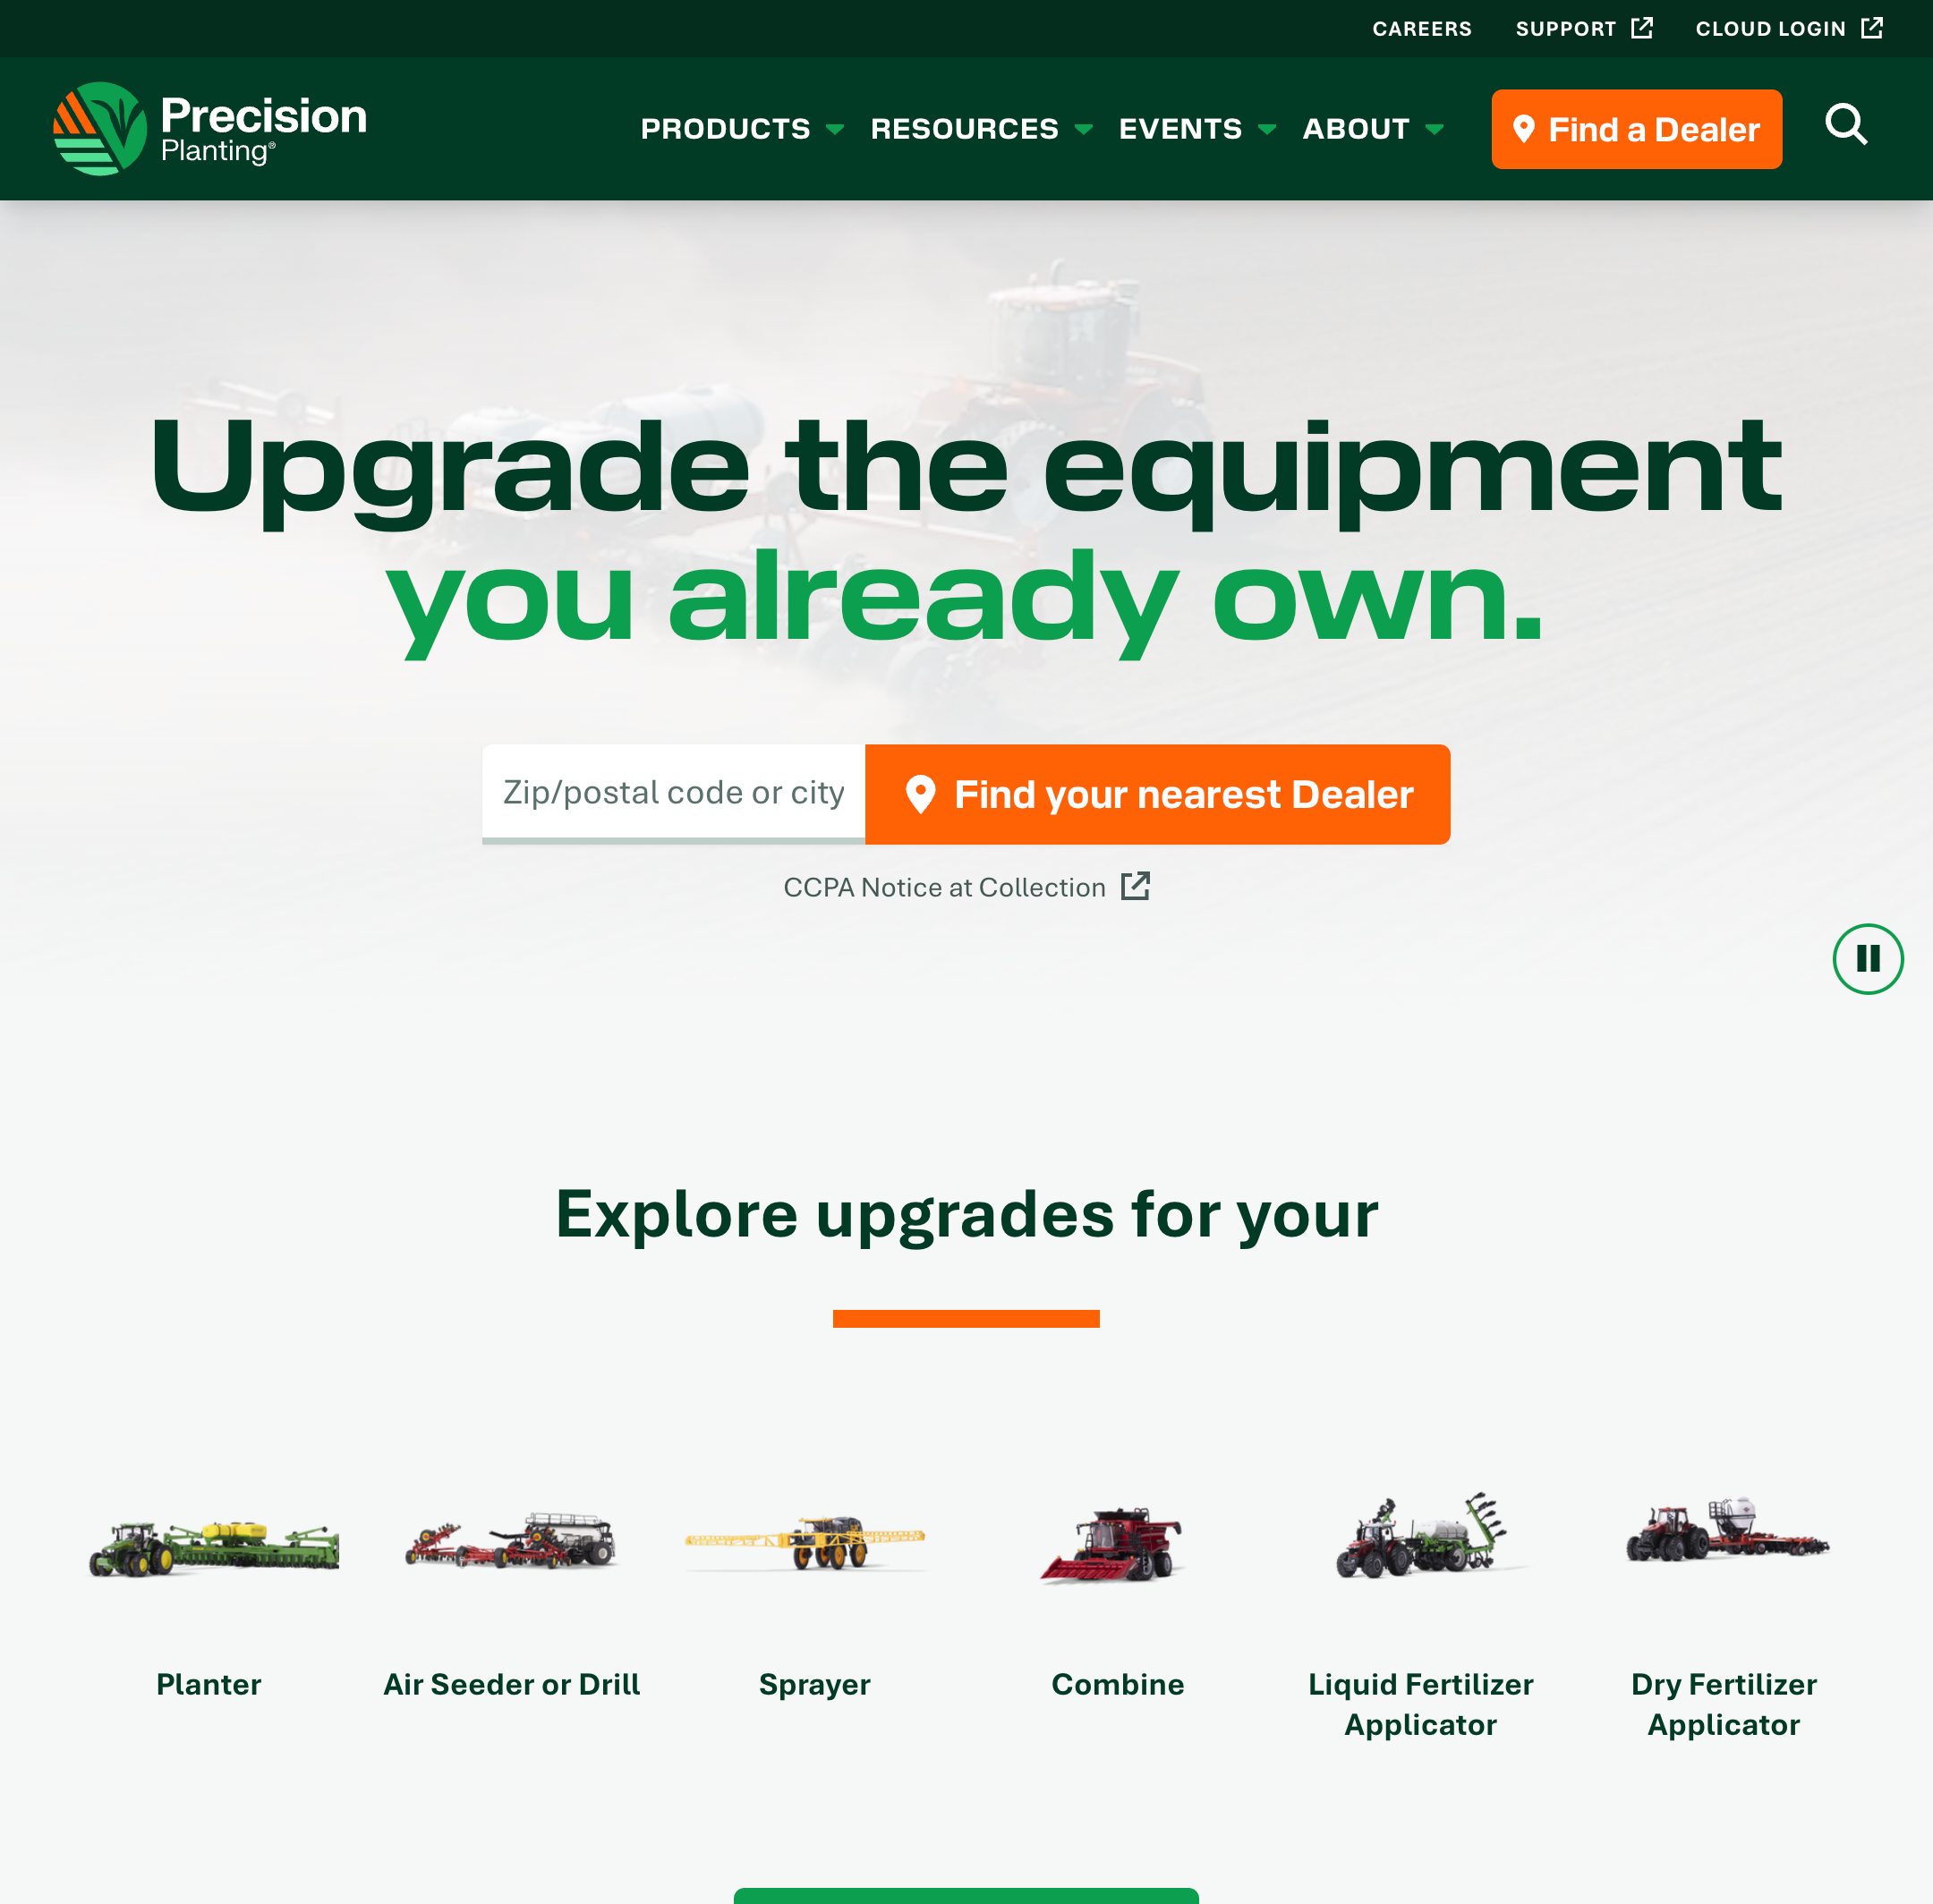 CAREERS
SUPPORT
CLOUD LOGIN
Precision
Planting®
PRODUCTS
RESOURCES
EVENTS
ABOUT
Find a Dealer
Upgrade the equipment
you already own.
Zip/postal code or city
Find your nearest Dealer
CCPA Notice at Collection
Explore upgrades for your
Planter
Air Seeder or Drill
Sprayer
Combine
Liquid Fertilizer
Applicator
Dry Fertilizer
Applicator